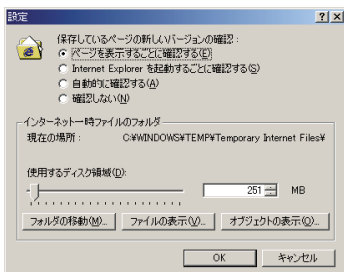 設定
保存しているページの新しいバージョンの確認:
ページを表示するごとに確認する(E)
Internet Explorer を起動するごとに確認する(S)
自動的に確認する(A)
確認しない(N)
インターネット一時ファイルのフォルダ
現在の場所: C:¥WINDOWS¥TEMP¥Temporary Internet Files¥
使用するディスク領域(D):
251 MB
フォルダの移動(M)... ファイルの表示(V)... オブジェクトの表示(O)...
OK キャンセル